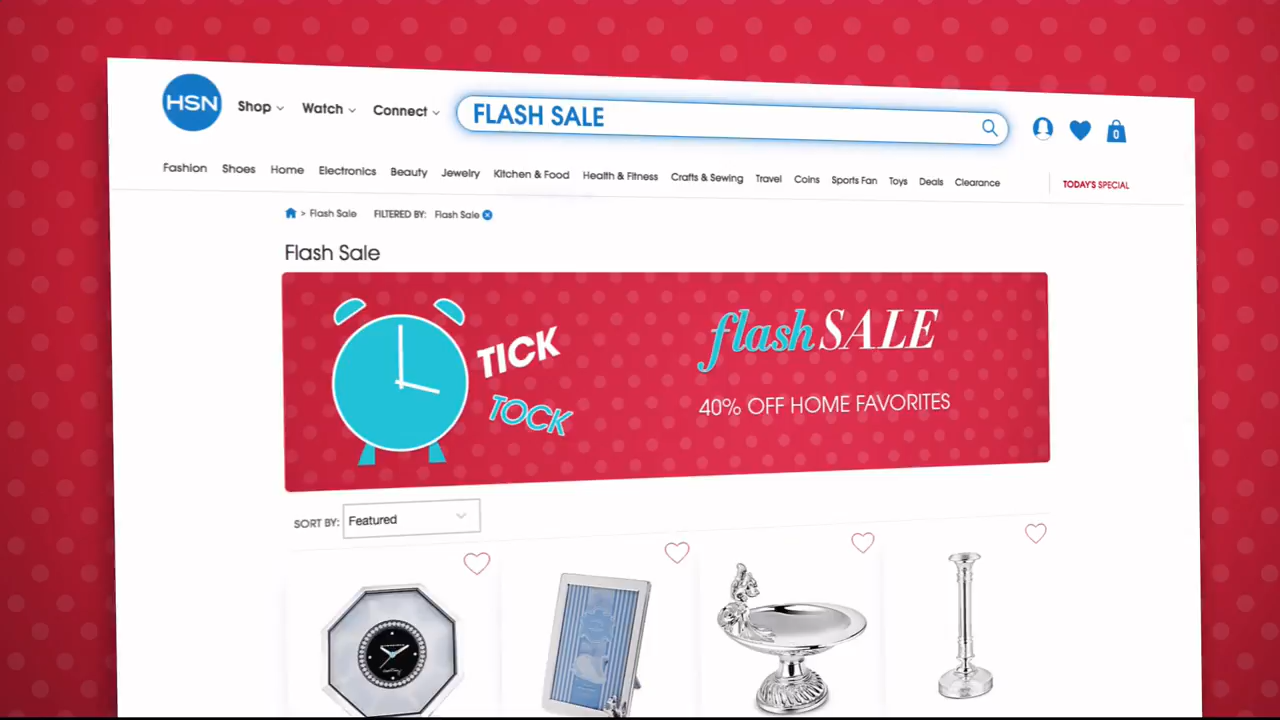 HSN
Shop
Watch
Connect
FLASH SALE
0
Fashion Shoes Home Electronics Beauty Jewelry Kitchen & Food Health & Fitness Crafts & Sewing Travel Coins Sports Fan Toys Deals Clearance TODAY'S SPECIAL
> Flash Sale FILTERED BY: Flash Sale
Flash Sale
TICK
TOCK
flash SALE
40% OFF HOME FAVORITES
SORT BY: Featured